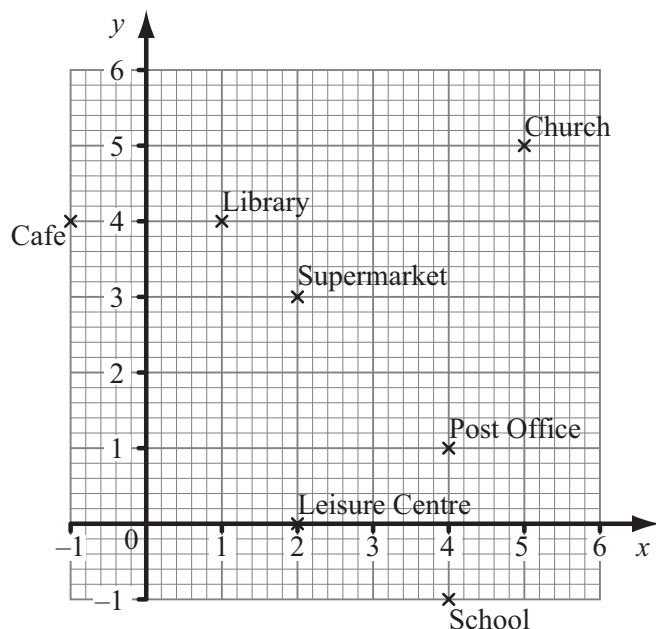 y
6
Church
5
Library
4
Cafe
Supermarket
3
2
Post Office
1
Leisure Centre
–1 0 1 2 3 4 5 6 x
–1
School